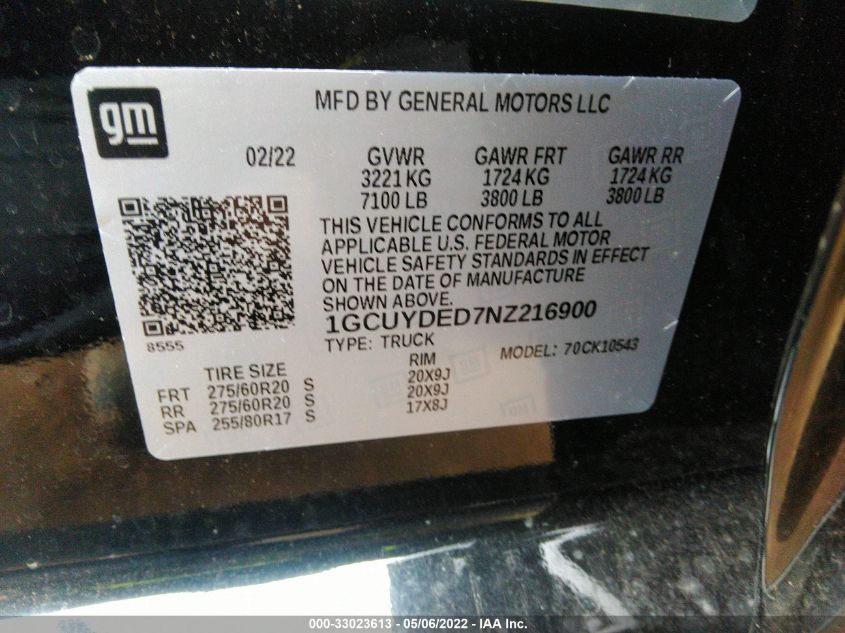 gm
MFD BY GENERAL MOTORS LLC
02/22 GVWR GAWR FRT GAWR RR
3221 KG 1724 KG 1724 KG
7100 LB 3800 LB 3800 LB
THIS VEHICLE CONFORMS TO ALL
APPLICABLE U.S. FEDERAL MOTOR
VEHICLE SAFETY STANDARDS IN EFFECT
ON THE DATE OF MANUFACTURE
SHOWN ABOVE.
1GCUYDED7NZ216900
8555
TYPE: TRUCK MODEL: 70CK10543
TIRE SIZE RIM
FRT 275/60R20 S 20X9J
RR 275/60R20 S 20X9J
SPA 255/80R17 S 17X8J
000-33023613 - 05/06/2022 - IAA Inc.